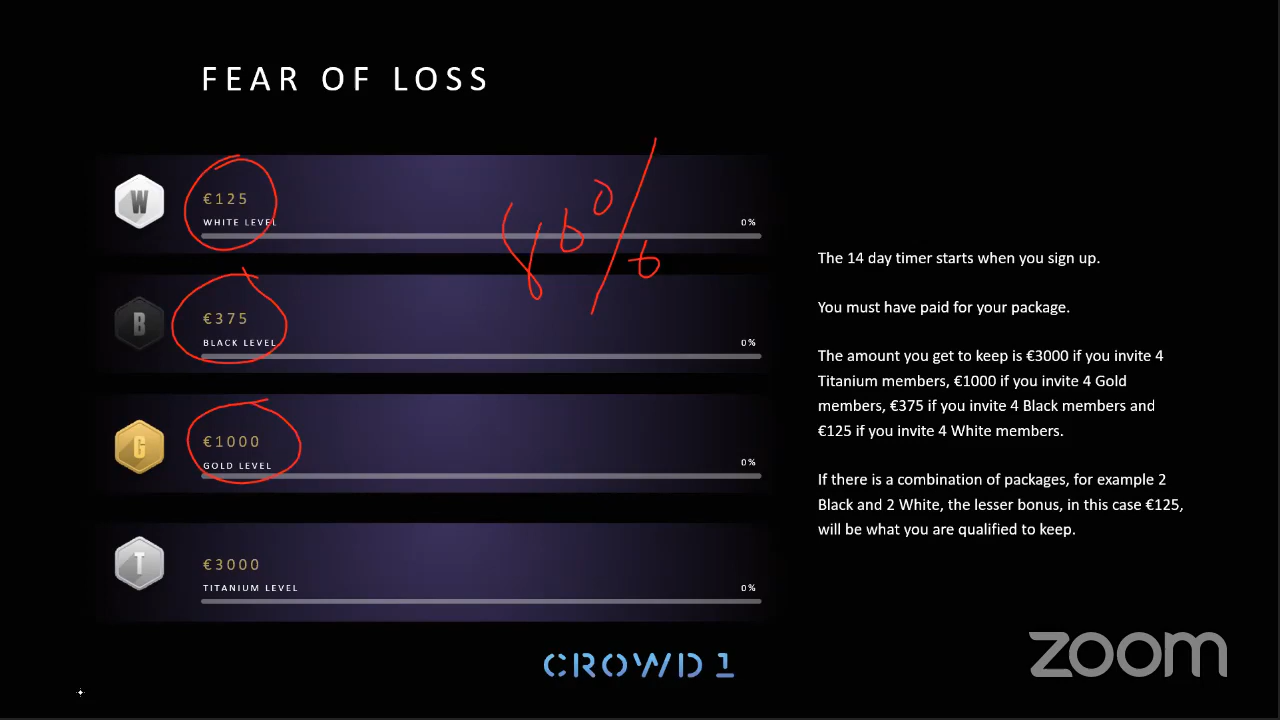 FEAR OF LOSS
W
€125
WHITE LEVEL
0%
B
€375
BLACK LEVEL
0%
G
€1000
GOLD LEVEL
0%
T
€3000
TITANIUM LEVEL
0%
The 14 day timer starts when you sign up.
You must have paid for your package.
The amount you get to keep is €3000 if you invite 4
Titanium members, €1000 if you invite 4 Gold
members, €375 if you invite 4 Black members and
€125 if you invite 4 White members.
If there is a combination of packages, for example 2
Black and 2 White, the lesser bonus, in this case €125,
will be what you are qualified to keep.
CROWD 1
zoom